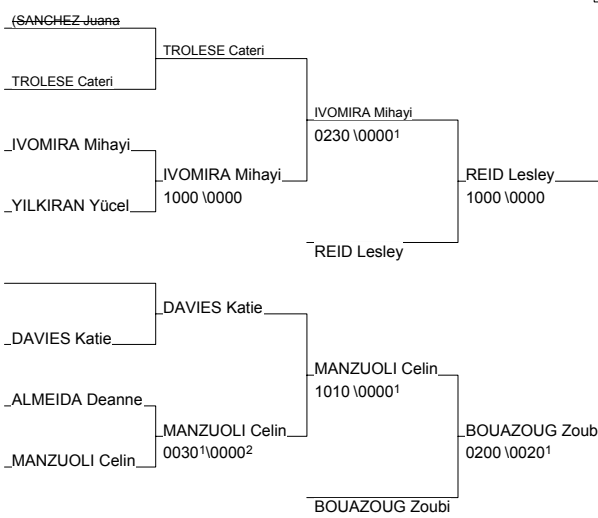 (SANCHEZ Juana
TROLESE Cateri
TROLESE Cateri
IVOMIRA Mihayi
0230 \0000¹
IVOMIRA Mihayi
IVOMIRA Mihayi
1000 \0000
REID Lesley
1000 \0000
YILKIRAN Yücel
REID Lesley
DAVIES Katie
DAVIES Katie
MANZUOLI Celin
1010 \0000¹
ALMEIDA Deanne
MANZUOLI Celin
0030¹\0000²
BOUAZOUG Zoub
0200 \0020¹
MANZUOLI Celin
BOUAZOUG Zoubi